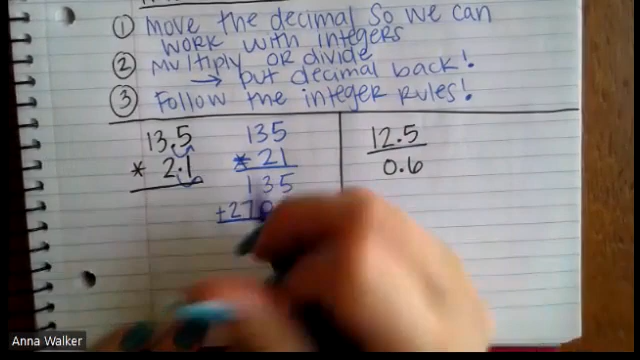 ① Move the decimal so we can
work with integers
② Multiply or divide
→ put decimal back!
③ Follow the integer rules!
13.5
* 2.1
135
* 21
135
+27
12.5
0.6
Anna Walker